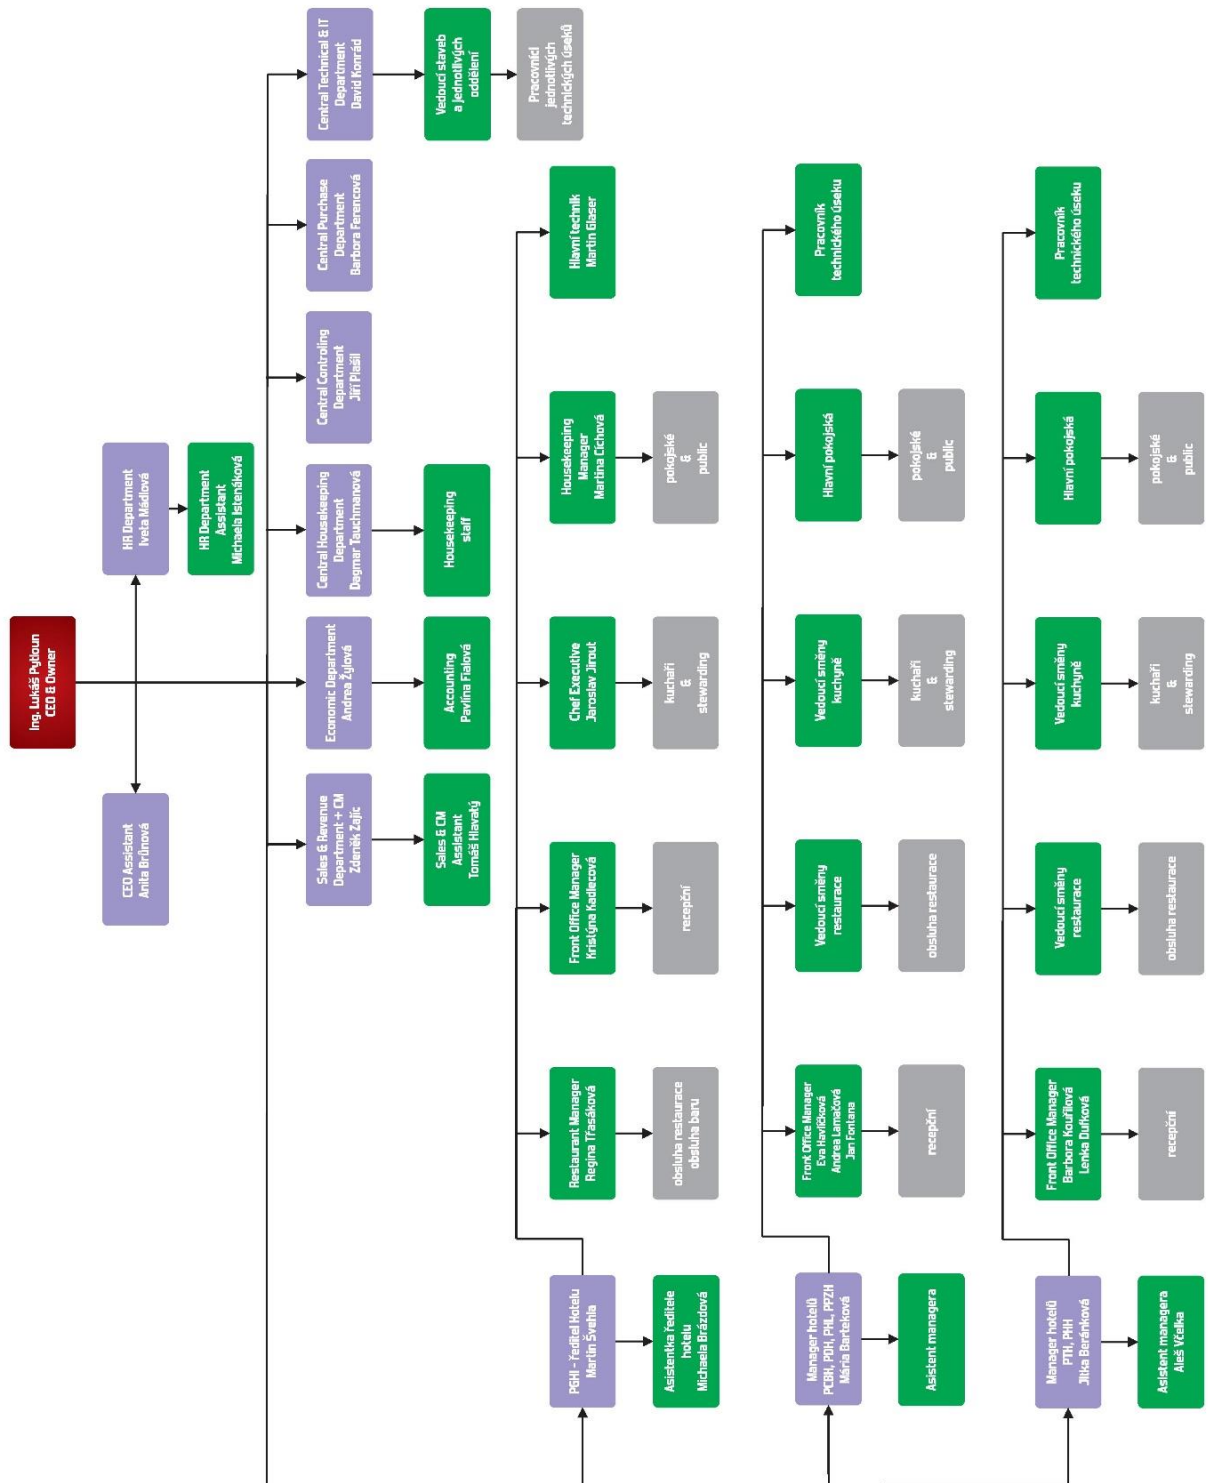 Ing. Lukáš Pytloun
CEO & Owner
CEO Assistant
Anita Brůnová
HR Department
Iveta Mádlová
HR Department
Assistant
Michaela Istenáková
Sales & Revenue
Department + CM
Zdeněk Zajíc
Economic Department
Andrea Žylová
Central Housekeeping
Department
Dagmar Tauchmanová
Central Controling
Department
Jiří Plašil
Central Purchase
Department
Barbora Ferencová
Central Technical & IT
Department
David Konrád
Sales & CM
Assistant
Tomáš Hlavatý
Accounting
Pavlína Fialová
Housekeeping
staff
Vedoucí staveb
a jednotlivých
oddělení
Pracovníci
jednotlivých
technických úseků
PGHI - ředitel Hotelu
Martin Švehla
Asistentka ředitele
hotelu
Michaela Brázdová
Restaurant Manager
Regina Třasáková
Front Office Manager
Kristýna Kadlecová
Chef Executive
Jaroslav Jirout
Housekeeping
Manager
Martina Cíchová
Hlavní technik
Martin Glaser
obsluha restaurace
obsluha baru
recepční
kuchaři
&
stewarding
pokojské
&
public
Manager hotelů
PCBH, PDH, PHL, PPZH
Mária Barteková
Asistent managera
Front Office Manager
Eva Havlíčková
Andrea Lamačová
Jan Fontana
Vedoucí směny
restaurace
Vedoucí směny
kuchyně
Hlavní pokojská
Pracovník
technického úseku
recepční
obsluha restaurace
kuchaři
&
stewarding
pokojské
&
public
Manager hotelů
PTH, PHH
Jitka Beránková
Asistent managera
Aleš Včelka
Front Office Manager
Barbora Kouřilová
Lenka Dufková
Vedoucí směny
restaurace
Vedoucí směny
kuchyně
Hlavní pokojská
Pracovník
technického úseku
recepční
obsluha restaurace
kuchaři
&
stewarding
pokojské
&
public